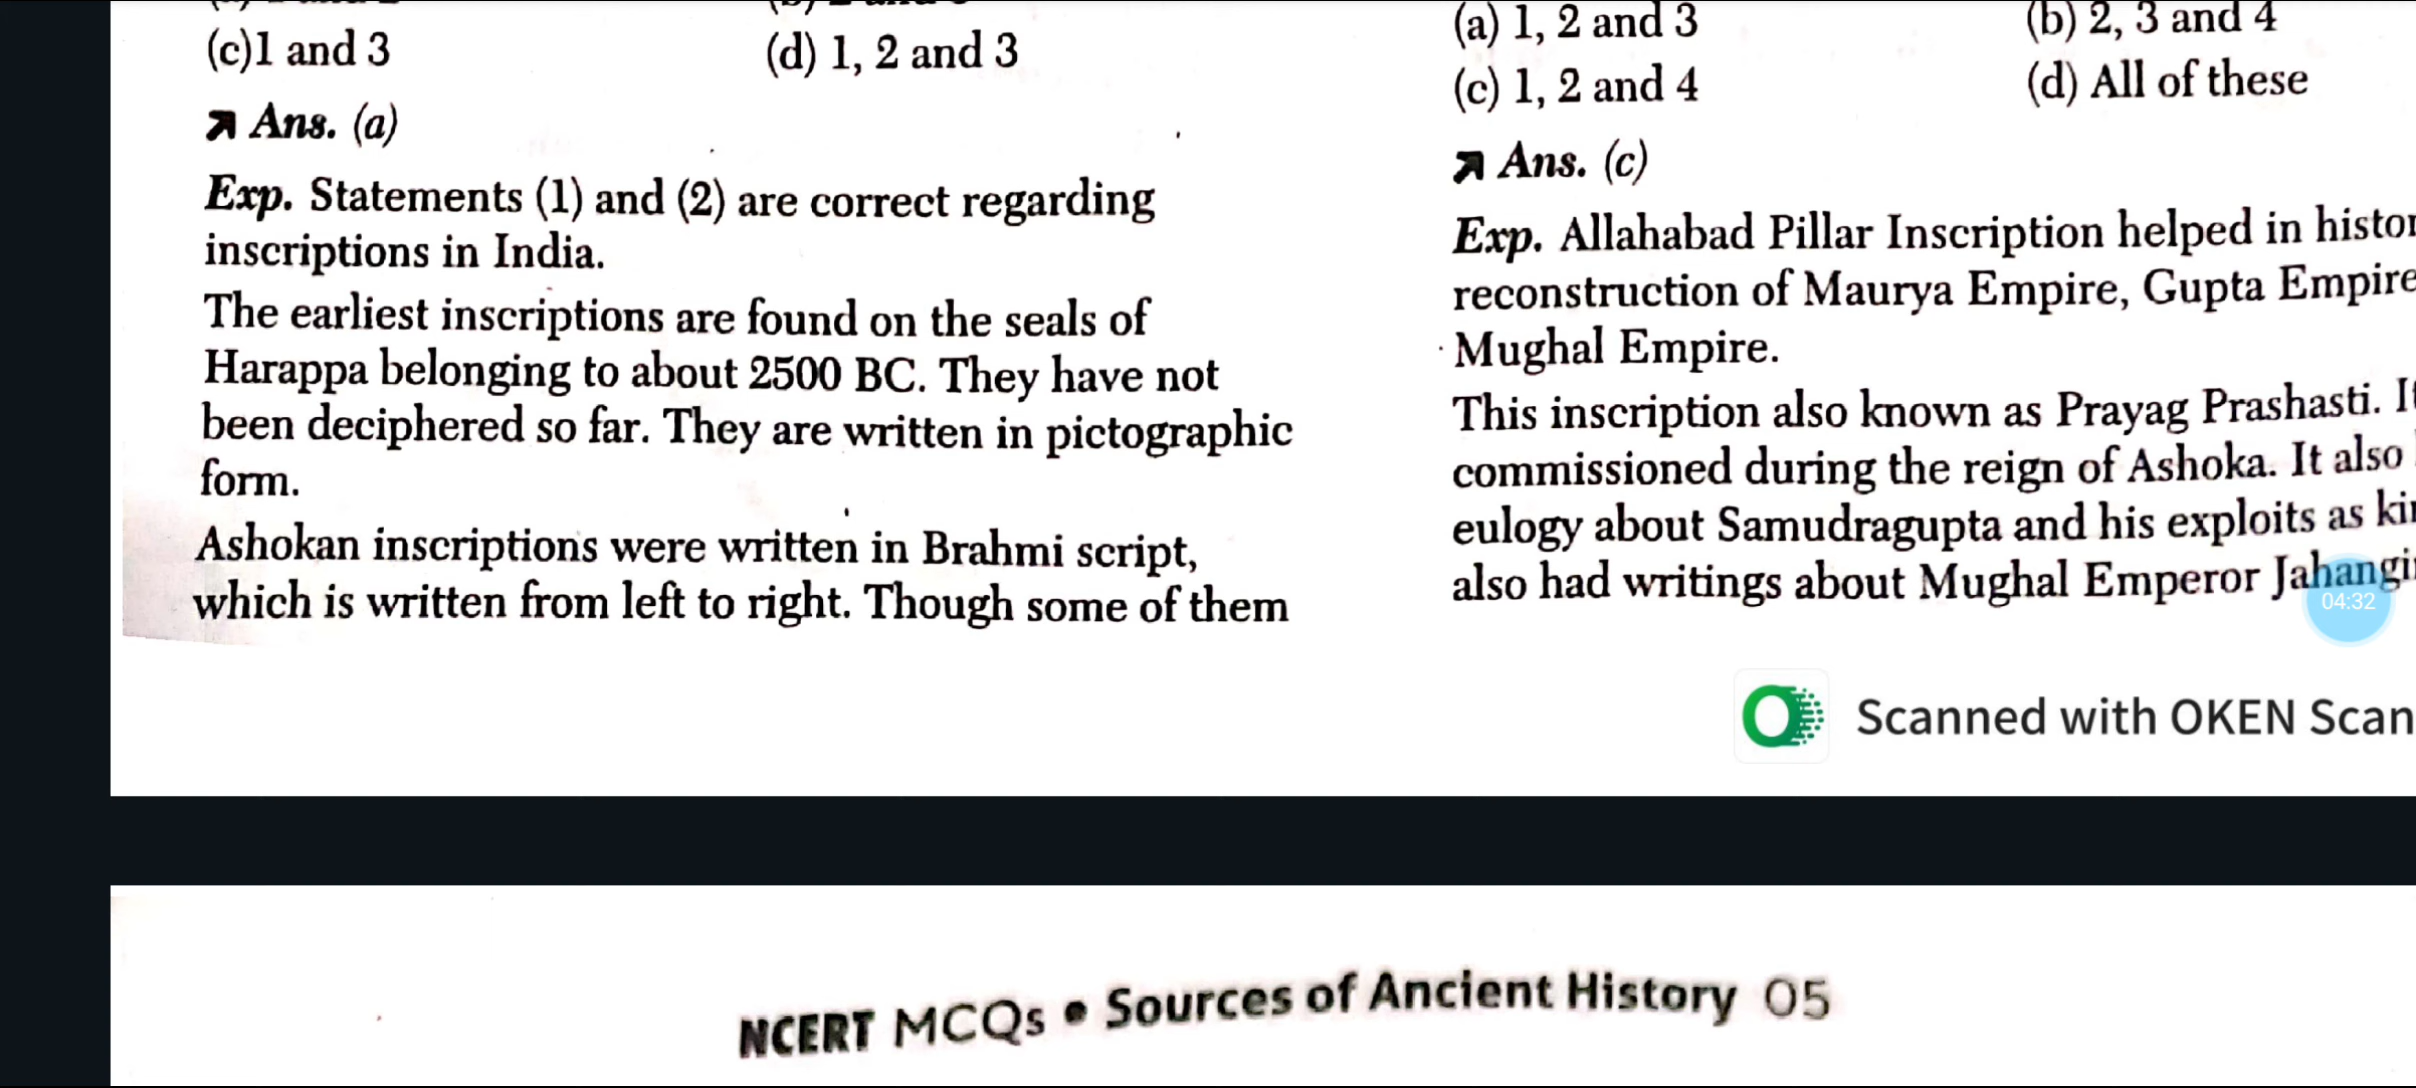 (c)1 and 3
(d) 1, 2 and 3
Ans. (a)
Exp. Statements (1) and (2) are correct regarding
inscriptions in India.
The earliest inscriptions are found on the seals of
Harappa belonging to about 2500 BC. They have not
been deciphered so far. They are written in pictographic
form.
Ashokan inscriptions were written in Brahmi script,
which is written from left to right. Though some of them
(a) 1, 2 and 3
(b) 2, 3 and 4
(c) 1, 2 and 4
(d) All of these
Ans. (c)
Exp. Allahabad Pillar Inscription helped in
reconstruction of Maurya Empire, Gupta Empire
Mughal Empire.
This inscription also known as Prayag Prashasti. It
commissioned during the reign of Ashoka. It also
eulogy about Samudragupta and his exploits as
also had writings about Mughal Emperor
04:32
Scanned with OKEN
NCERT MCQs • Sources of Ancient History 05